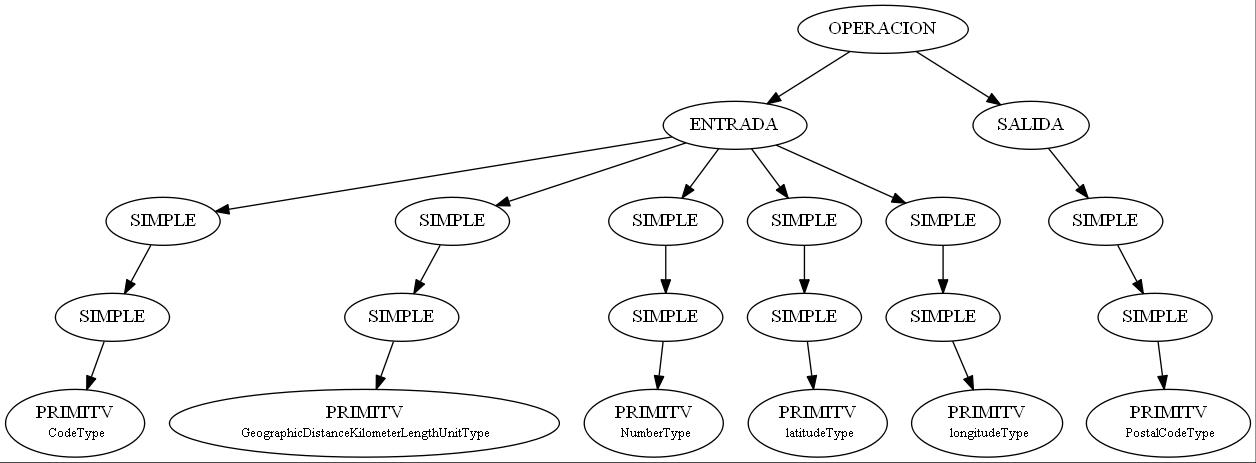 OPERACION
ENTRADA
SALIDA
SIMPLE
SIMPLE
SIMPLE
SIMPLE
SIMPLE
SIMPLE
SIMPLE
SIMPLE
SIMPLE
SIMPLE
SIMPLE
SIMPLE
PRIMITV
CodeType
PRIMITV
GeographicDistanceKilometerLengthUnitType
PRIMITV
NumberType
PRIMITV
latitudeType
PRIMITV
longitudeType
PRIMITV
PostalCodeType